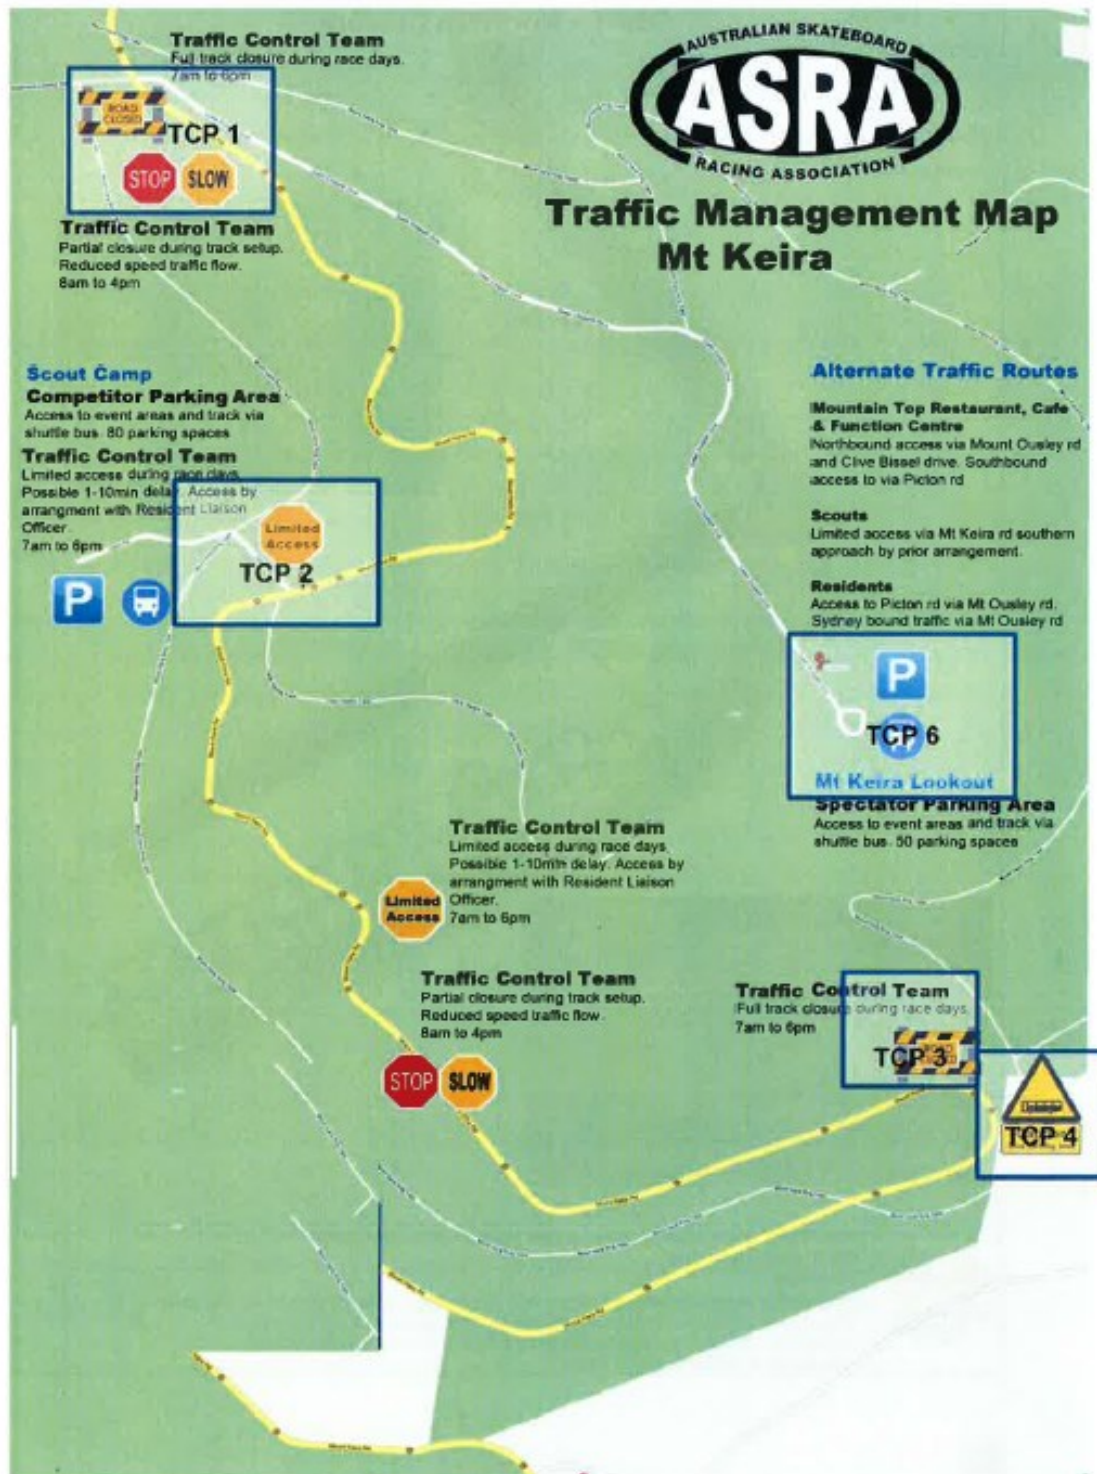 Traffic Control Team
Full track closure during race days.
7am to 6pm
ROAD
CLOSED
TCP 1
STOP
SLOW
Traffic Control Team
Partial closure during track setup.
Reduced speed traffic flow.
8am to 4pm
AUSTRALIAN SKATEBOARD
ASRA
RACING ASSOCIATION
Traffic Management Map
Mt Keira
Scout Camp
Competitor Parking Area
Access to event areas and track via
shuttle bus. 80 parking spaces
Traffic Control Team
Limited access during race days.
Possible 1-10min delay. Access by
arrangment with Resident Liaison
Officer.
7am to 6pm
Limited
Access
TCP 2
P
Alternate Traffic Routes
Mountain Top Restaurant, Cafe
& Function Centre
Northbound access via Mount Ousley rd
and Clive Bissel drive. Southbound
access to via Picton rd
Scouts
Limited access via Mt Keira rd southern
approach by prior arrangement.
Residents
Access to Picton rd via Mt Ousley rd.
Sydney bound traffic via Mt Ousley rd
P
TCP 6
Mt Keira Lookout
Spectator Parking Area
Access to event areas and track via
shuttle bus. 50 parking spaces
Traffic Control Team
Limited access during race days.
Possible 1-10min delay. Access by
arrangment with Resident Liaison
Officer.
7am to 6pm
Limited
Access
Traffic Control Team
Partial closure during track setup.
Reduced speed traffic flow.
8am to 4pm
STOP
SLOW
Traffic Control Team
Full track closure during race days.
7am to 6pm
TCP 3
TCP 4